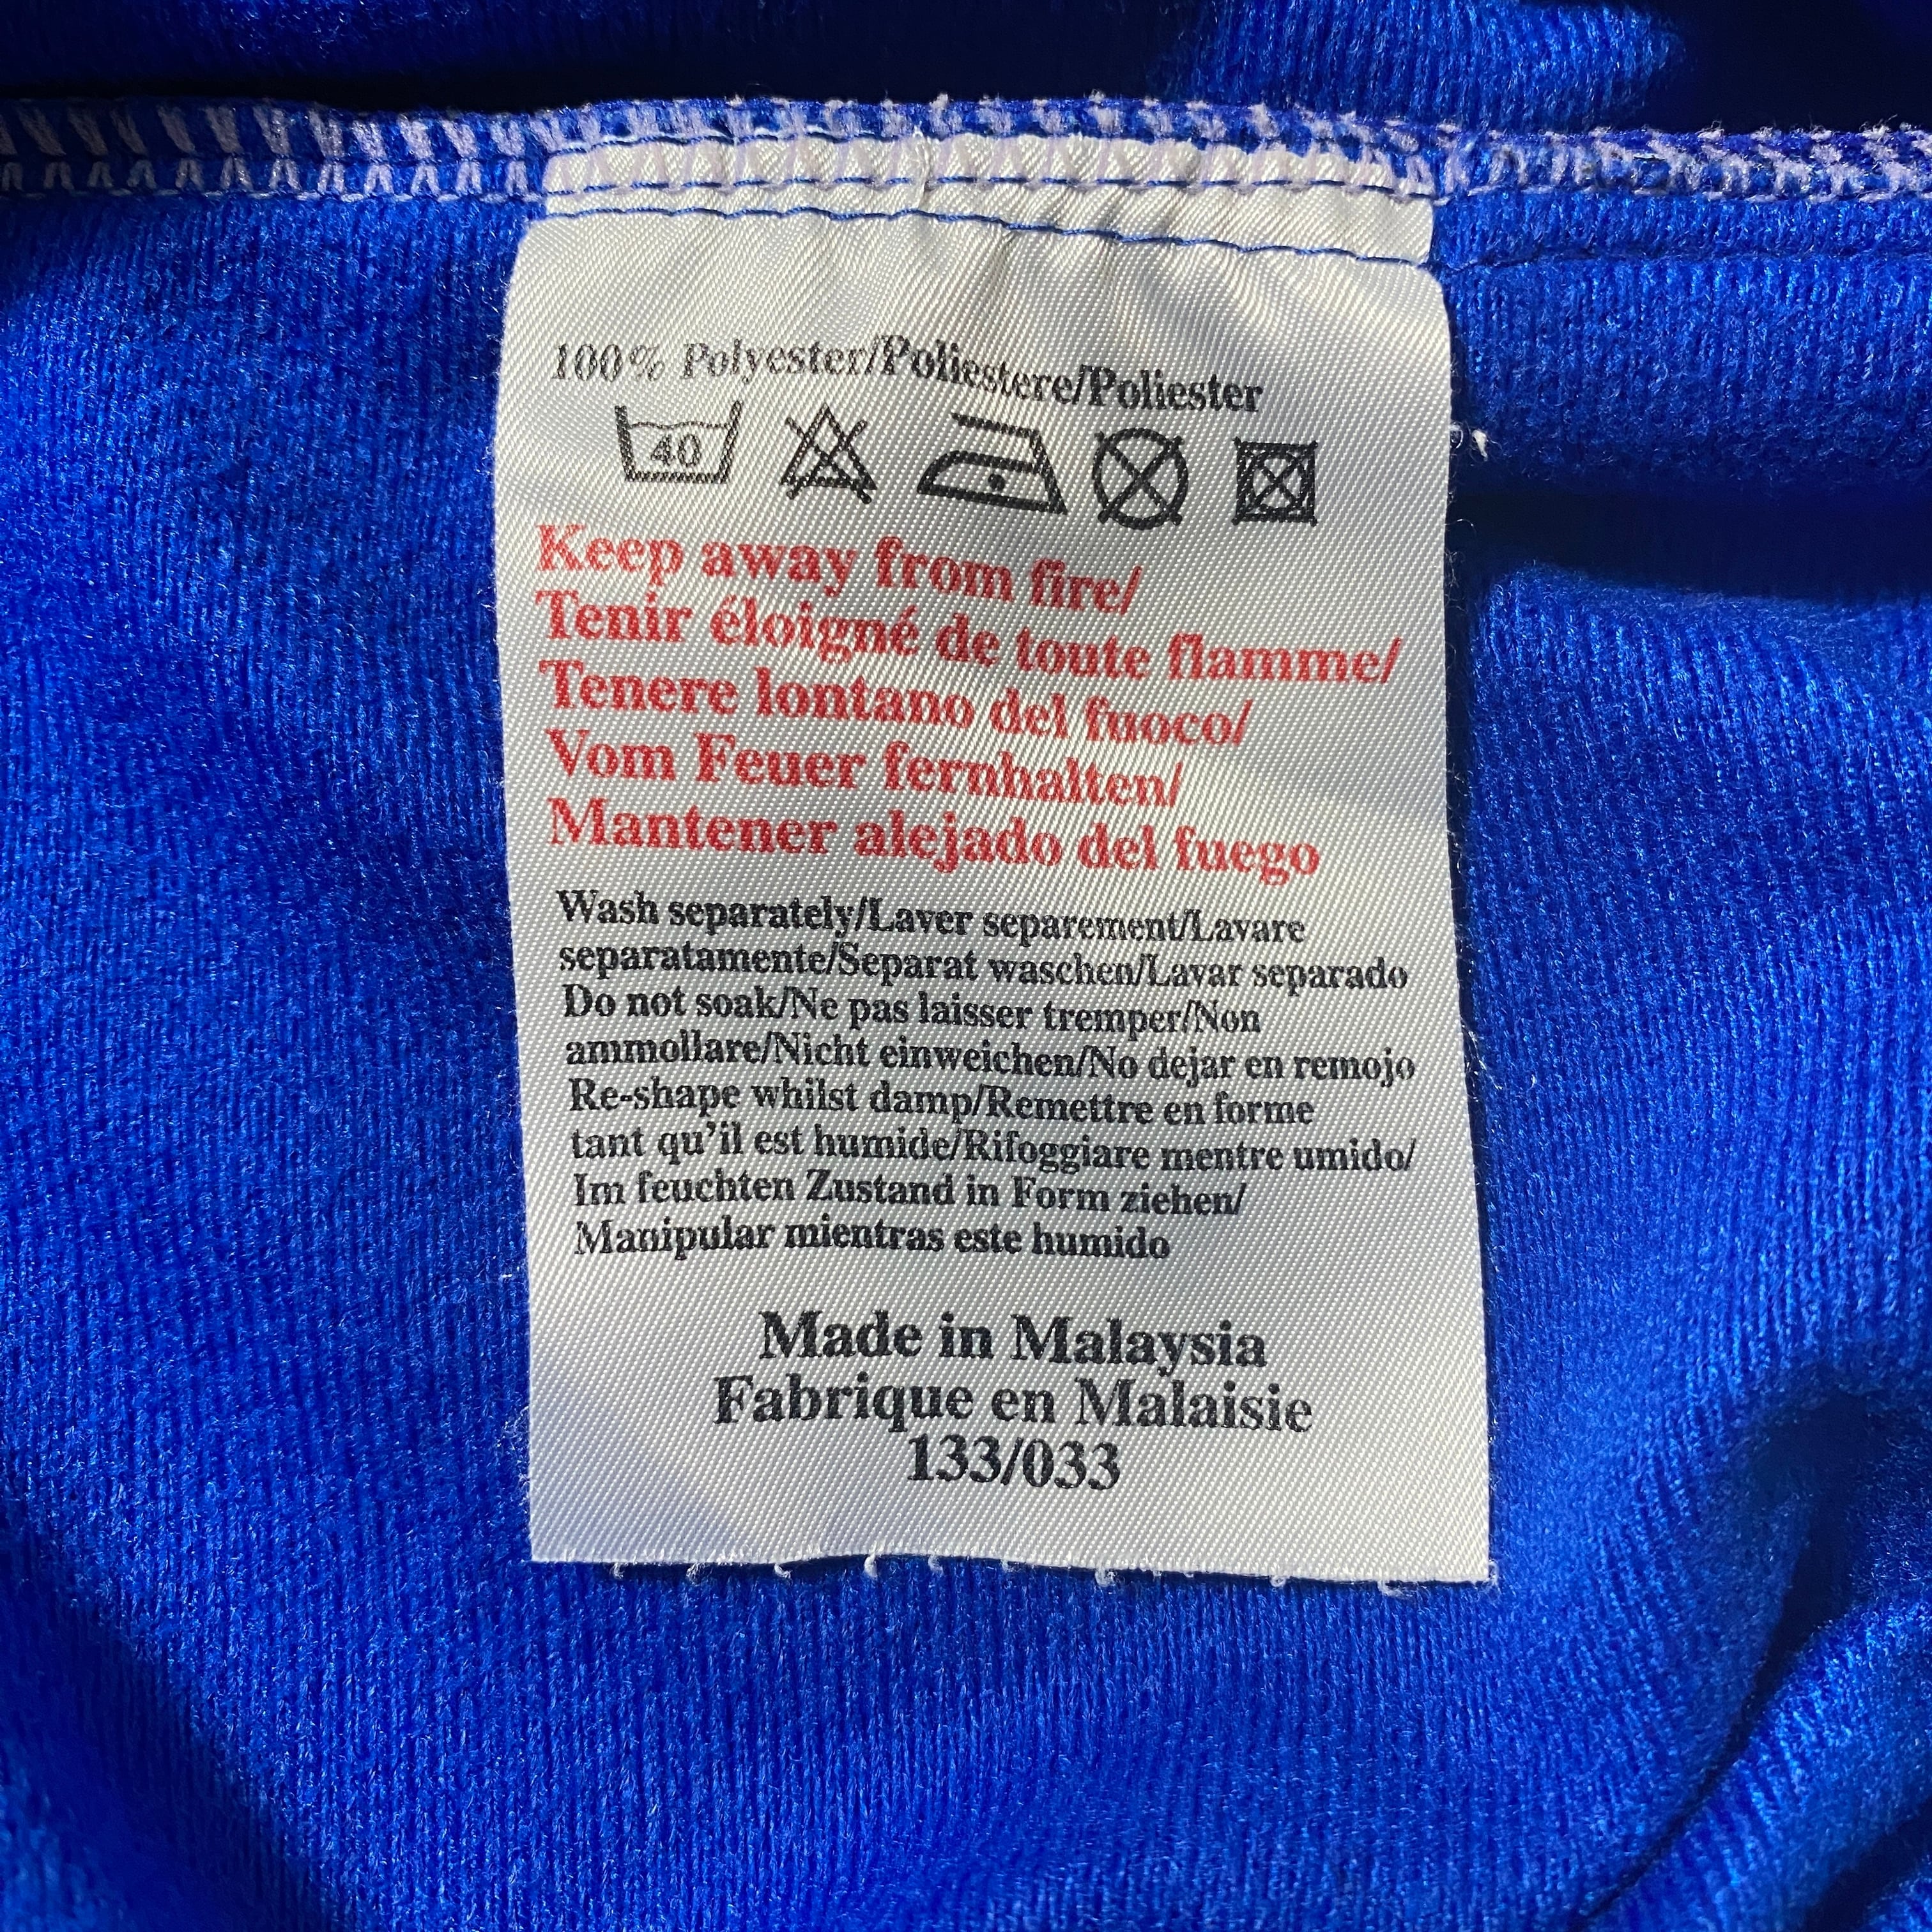 100% Polyester/Poliestere/Poliester
40
Keep away from fire/
Tenir éloigné de toute flamme/
Tenere lontano del fuoco/
Vom Feuer fernhalten/
Mantener alejado del fuego
Wash separately/Laver separement/Lavare
separatamente/Separat waschen/Lavar separado
Do not soak/Ne pas laisser tremper/Non
ammollare/Nicht einweichen/No dejar en remojo
Re-shape whilst damp/Remettre en forme
tant qu'il est humide/Rifoggiare mentre umido/
Im feuchten Zustand in Form ziehen/
Manipular mientras este humido
Made in Malaysia
Fabrique en Malaisie
133/033